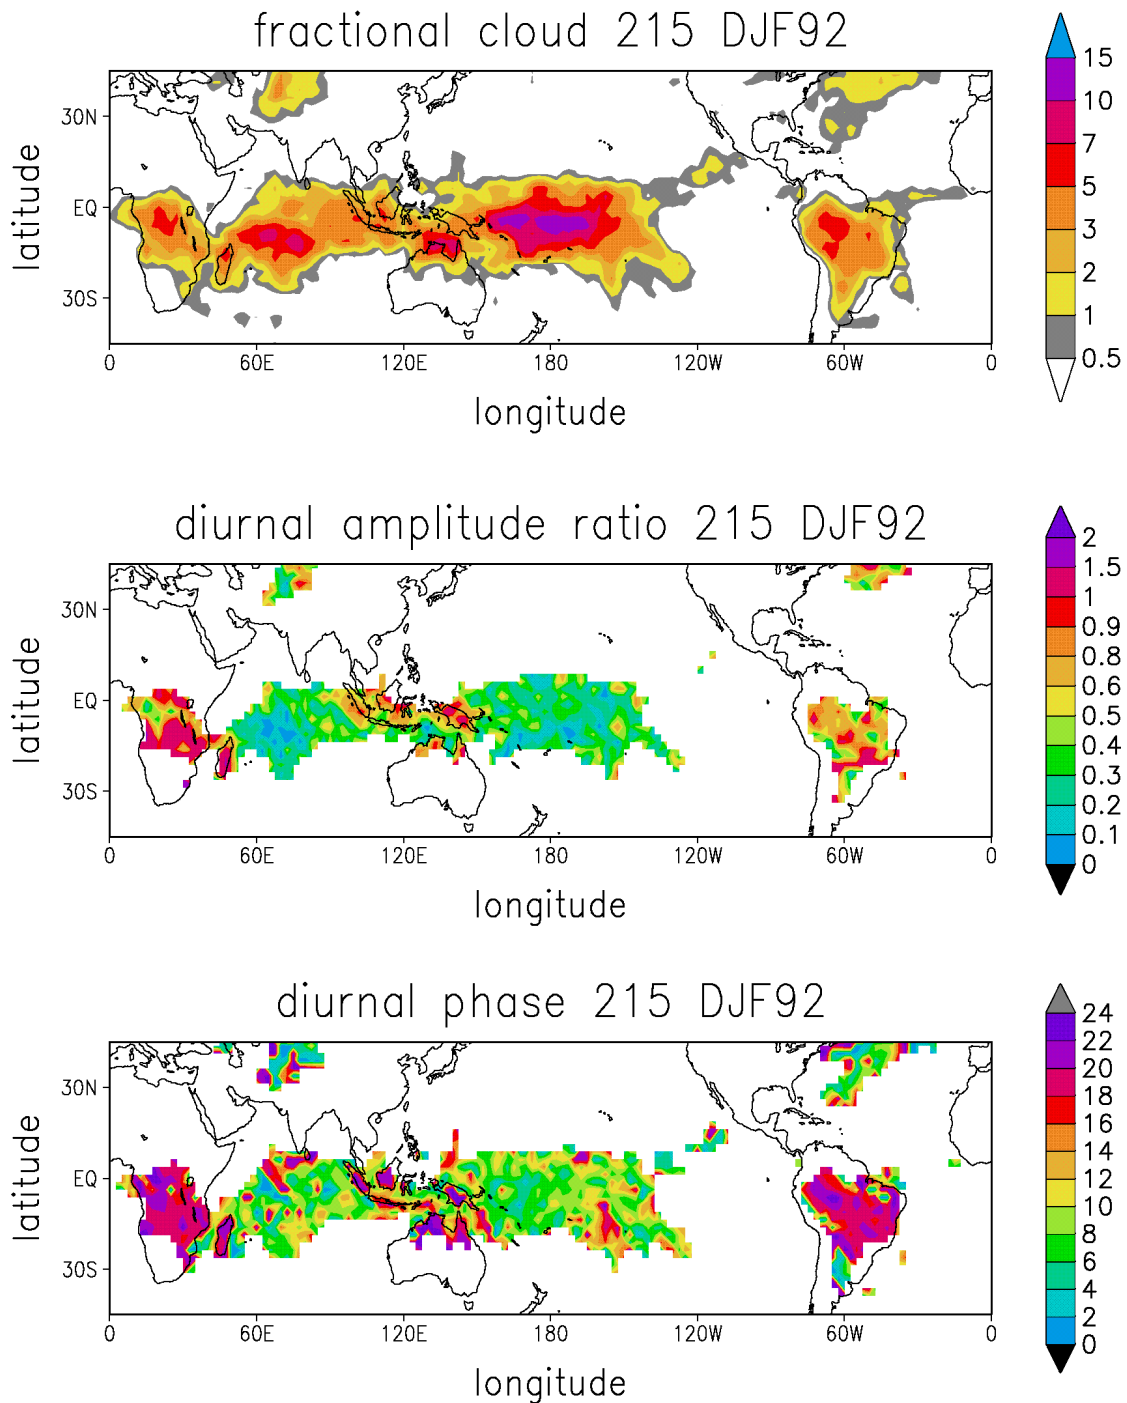 fractional cloud 215 DJF92
latitude
30N
EQ
30S
0 60E 120E 180 120W 60W 0
longitude
15
10
7
5
3
2
1
0.5
diurnal amplitude ratio 215 DJF92
latitude
30N
EQ
30S
0 60E 120E 180 120W 60W 0
longitude
2
1.5
1
0.9
0.8
0.6
0.5
0.4
0.3
0.2
0.1
0
diurnal phase 215 DJF92
latitude
30N
EQ
30S
0 60E 120E 180 120W 60W 0
longitude
24
22
20
18
16
14
12
10
8
6
4
2
0